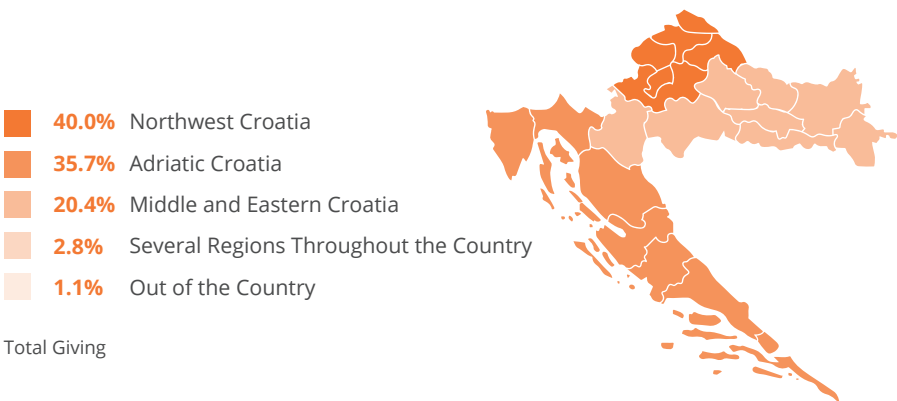 40.0% Northwest Croatia
35.7% Adriatic Croatia
20.4% Middle and Eastern Croatia
2.8% Several Regions Throughout the Country
1.1% Out of the Country
Total Giving